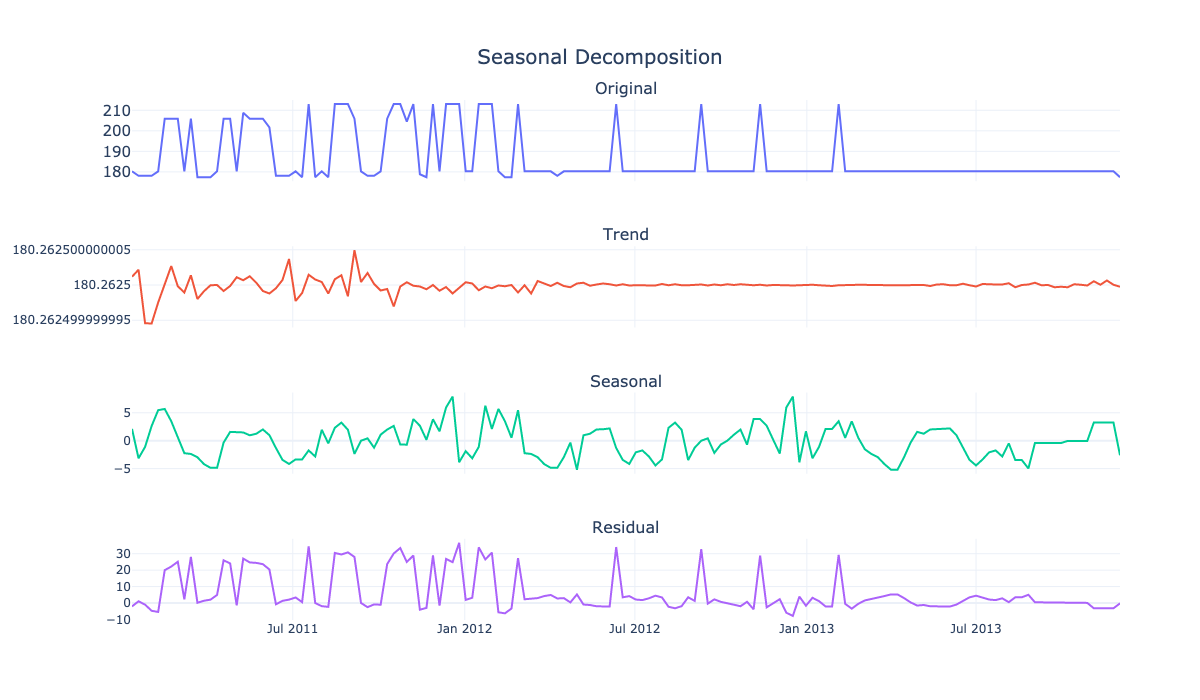 Seasonal Decomposition
Original
210
200
190
180
Trend
180.262500000005
180.2625
180.262499999995
Seasonal
5
0
−5
Residual
30
20
10
0
−10
Jul 2011
Jan 2012
Jul 2012
Jan 2013
Jul 2013